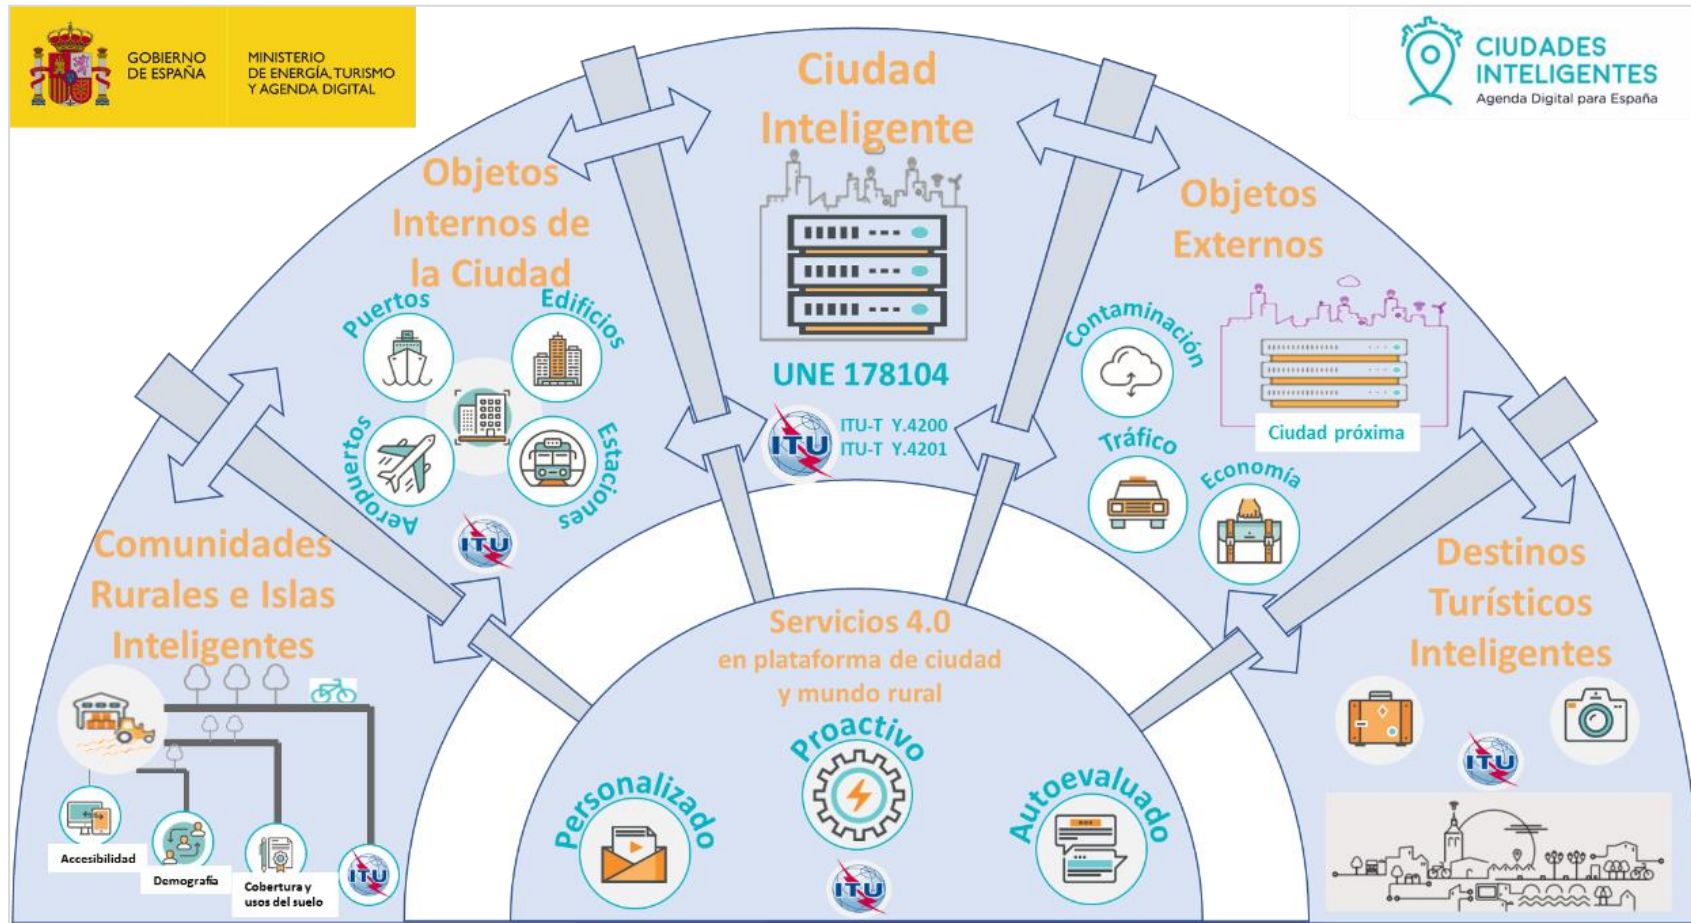 GOBIERNO
DE ESPAÑA
MINISTERIO
DE ENERGÍA, TURISMO
Y AGENDA DIGITAL
CIUDADES
INTELIGENTES
Agenda Digital para España
Ciudad
Inteligente
UNE 178104
ITU
ITU-T Y.4200
ITU-T Y.4201
Objetos
Internos de
la Ciudad
Puertos
Edificios
Aeropuertos
Estaciones
ITU
Objetos
Externos
Contaminación
Ciudad próxima
Tráfico
Economía
Comunidades
Rurales e Islas
Inteligentes
Accesibilidad
Demografía
Cobertura y
usos del suelo
ITU
Destinos
Turísticos
Inteligentes
ITU
Servicios 4.0
en plataforma de ciudad
y mundo rural
Personalizado
Proactivo
Autoevaluado
ITU